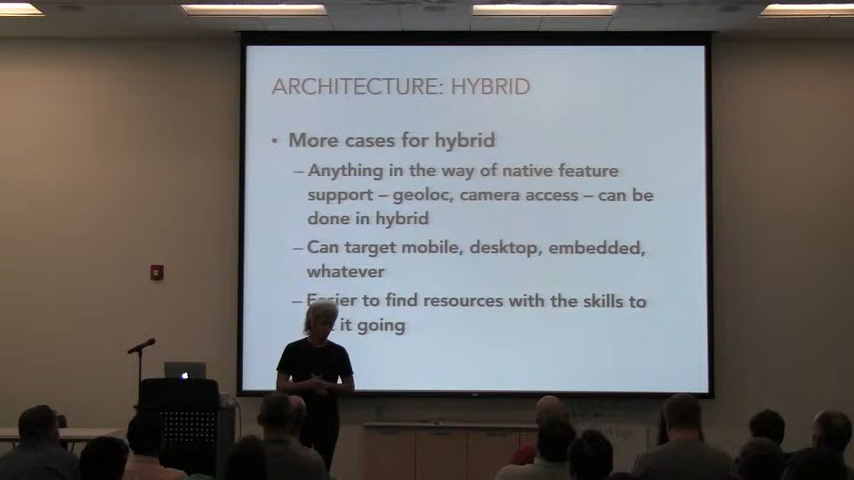 ARCHITECTURE: HYBRID
• More cases for hybrid
– Anything in the way of native feature
support – geoloc, camera access – can be
done in hybrid
– Can target mobile, desktop, embedded,
whatever
– Easier to find resources with the skills to
it going